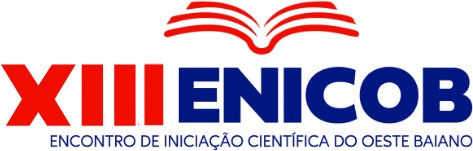 XIII ENICOB
ENCONTRO DE INICIAÇÃO CIENTÍFICA DO OESTE BAIANO